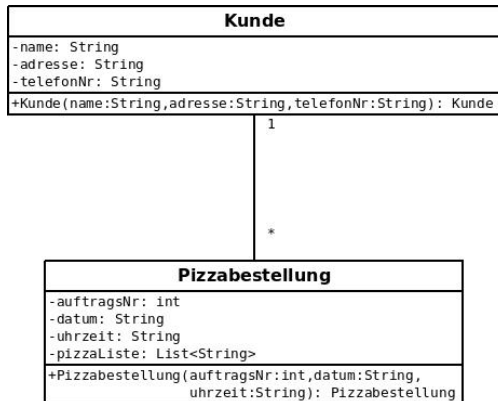 Kunde
-name: String
-adresse: String
-telefonNr: String
+Kunde(name:String,adresse:String,telefonNr:String): Kunde
1
*
Pizzabestellung
-auftragsNr: int
-datum: String
-uhrzeit: String
-pizzaListe: List<String>
+Pizzabestellung(auftragsNr:int,datum:String,
uhrzeit:String): Pizzabestellung